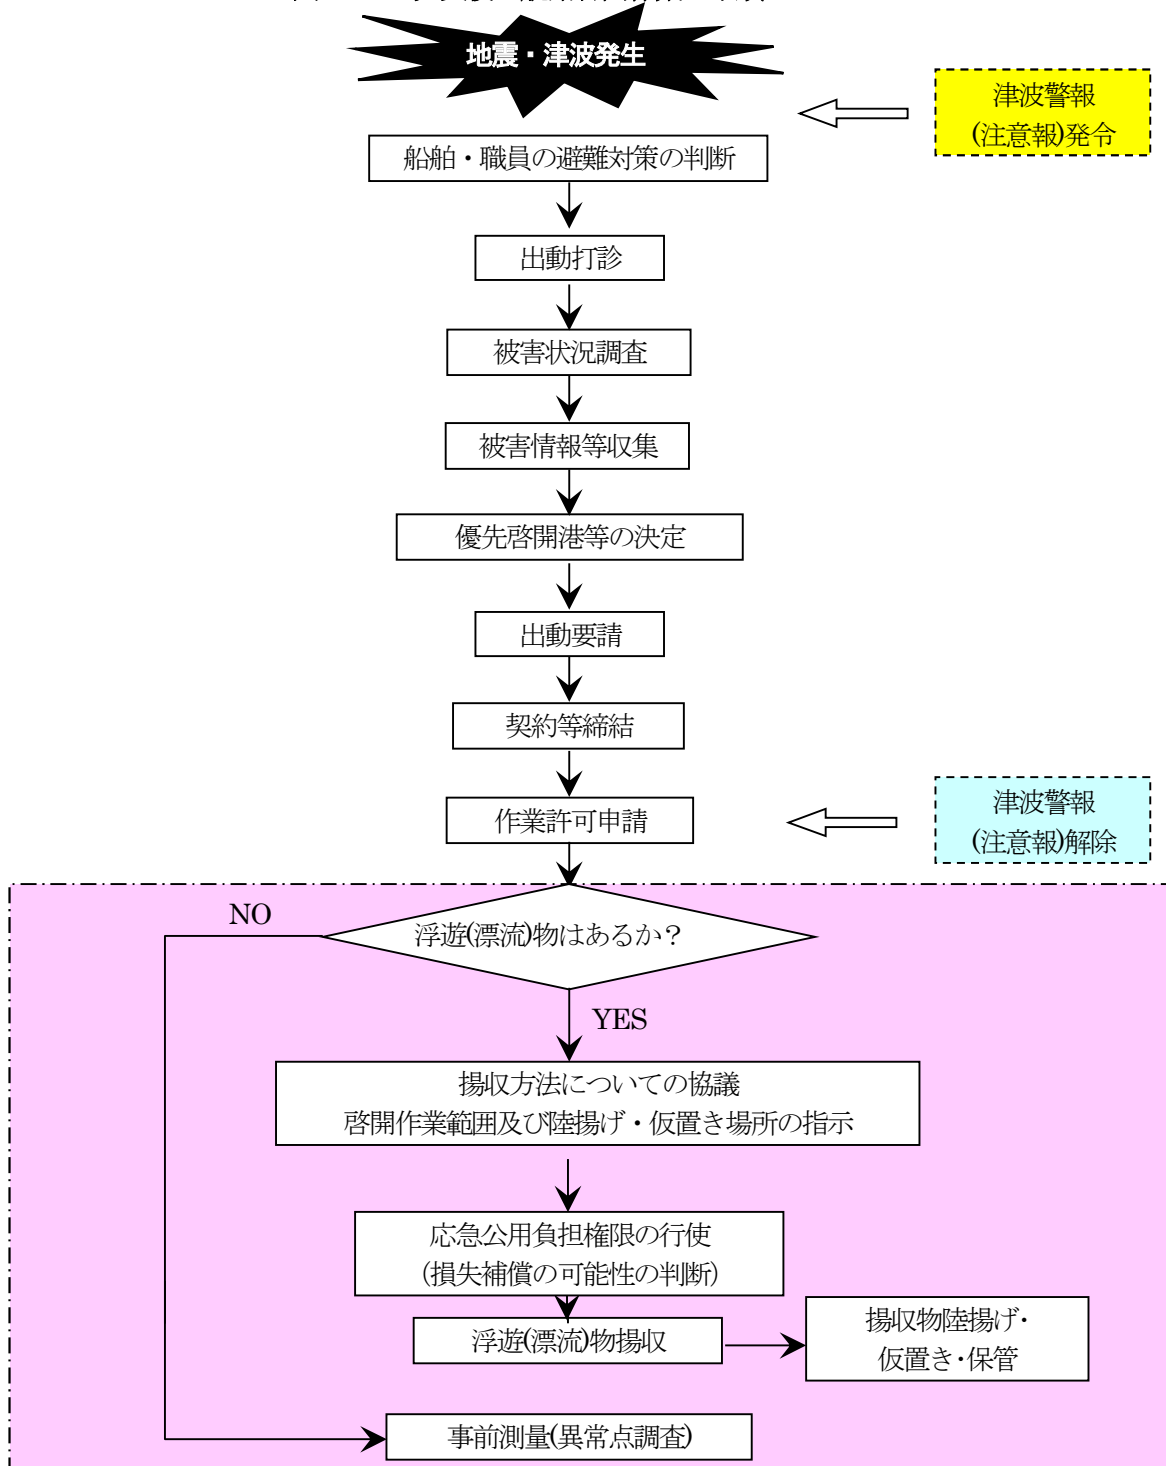 地震・津波発生
津波警報
(注意報)発令
船舶・職員の避難対策の判断
出動打診
被害状況調査
被害情報等収集
優先啓開港等の決定
出動要請
契約等締結
作業許可申請
津波警報
(注意報)解除
浮遊(漂流)物はあるか？
NO
YES
揚収方法についての協議
啓開作業範囲及び陸揚げ・仮置き場所の指示
応急公用負担権限の行使
(損失補償の可能性の判断)
浮遊(漂流)物揚収
揚収物陸揚げ・
仮置き・保管
事前測量(異常点調査)